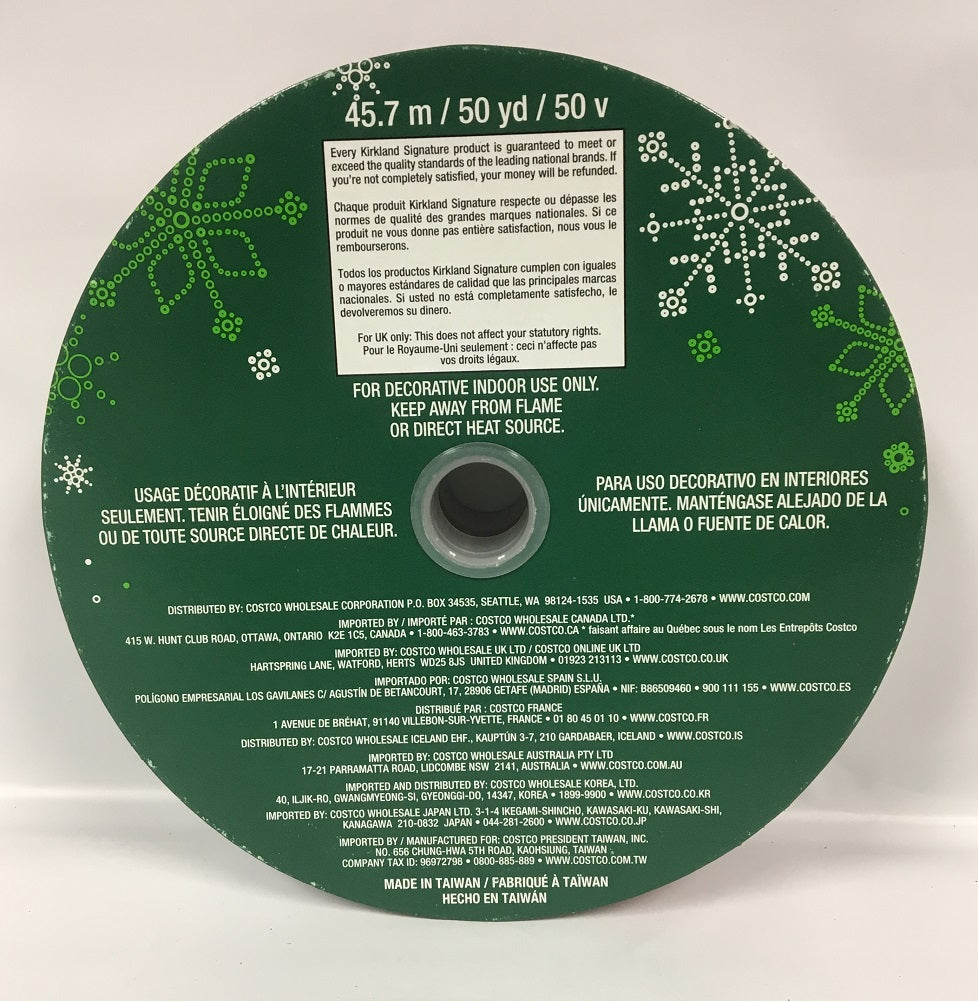 45.7 m / 50 yd / 50 v
Every Kirkland Signature product is guaranteed to meet or
exceed the quality standards of the leading national brands. If
you're not completely satisfied, your money will be refunded.
Chaque produit Kirkland Signature respecte ou dépasse les
normes de qualité des grandes marques nationales. Si ce
produit ne vous donne pas entière satisfaction, nous vous le
rembourserons.
Todos los productos Kirkland Signature cumplen con iguales
o mayores estándares de calidad que las principales marcas
nacionales. Si usted no está completamente satisfecho, le
devolveremos su dinero.
For UK only: This does not affect your statutory rights.
Pour le Royaume-Uni seulement : ceci n'affecte pas
vos droits légaux.
FOR DECORATIVE INDOOR USE ONLY.
KEEP AWAY FROM FLAME
OR DIRECT HEAT SOURCE.
USAGE DÉCORATIF À L'INTÉRIEUR
SEULEMENT. TENIR ÉLOIGNÉ DES FLAMMES
OU DE TOUTE SOURCE DIRECTE DE CHALEUR.
PARA USO DECORATIVO EN INTERIORES
ÚNICAMENTE. MANTÉNGASE ALEJADO DE LA
LLAMA O FUENTE DE CALOR.
DISTRIBUTED BY: COSTCO WHOLESALE CORPORATION P.O. BOX 34535, SEATTLE, WA 98124-1535 USA • 1-800-774-2678 • WWW.COSTCO.COM
IMPORTED BY / IMPORTÉ PAR : COSTCO WHOLESALE CANADA LTD.*
415 W. HUNT CLUB ROAD, OTTAWA, ONTARIO K2E 1C5, CANADA • 1-800-463-3783 • WWW.COSTCO.CA * faisant affaire au Québec sous le nom Les Entrepôts Costco
IMPORTED BY: COSTCO WHOLESALE UK LTD / COSTCO ONLINE UK LTD
HARTSPRING LANE, WATFORD, HERTS WD25 8JS UNITED KINGDOM • 01923 213113 • WWW.COSTCO.CO.UK
IMPORTADO POR: COSTCO WHOLESALE SPAIN S.L.U.
POLÍGONO EMPRESARIAL LOS GAVILANES C/ AGUSTÍN DE BETANCOURT, 17, 28906 GETAFE (MADRID) ESPAÑA • NIF: B86509460 • 900 111 155 • WWW.COSTCO.ES
DISTRIBUÉ PAR : COSTCO FRANCE
1 AVENUE DE BRÉHAT, 91140 VILLEBON-SUR-YVETTE, FRANCE • 01 80 45 01 10 • WWW.COSTCO.FR
DISTRIBUTED BY: COSTCO WHOLESALE ICELAND EHF., KAUPTÚN 3-7, 210 GARDABAER, ICELAND • WWW.COSTCO.IS
IMPORTED BY: COSTCO WHOLESALE AUSTRALIA PTY LTD
17-21 PARRAMATTA ROAD, LIDCOMBE NSW 2141, AUSTRALIA • WWW.COSTCO.COM.AU
IMPORTED AND DISTRIBUTED BY: COSTCO WHOLESALE KOREA, LTD.
40, ILJIK-RO, GWANGMYEONG-SI, GYEONGGI-DO, 14347, KOREA • 1899-9900 • WWW.COSTCO.CO.KR
IMPORTED BY: COSTCO WHOLESALE JAPAN LTD. 3-1-4 IKEGAMI-SHINCHO, KAWASAKI-KU, KAWASAKI-SHI,
KANAGAWA 210-0832 JAPAN • 044-281-2600 • WWW.COSTCO.CO.JP
IMPORTED BY / MANUFACTURED FOR: COSTCO PRESIDENT TAIWAN, INC.
NO. 656 CHUNG-HWA 5TH ROAD, KAOHSIUNG, TAIWAN .
COMPANY TAX ID: 96972798 • 0800-885-889 • WWW.COSTCO.COM.TW
MADE IN TAIWAN / FABRIQUÉ À TAÏWAN
HECHO EN TAIWÁN